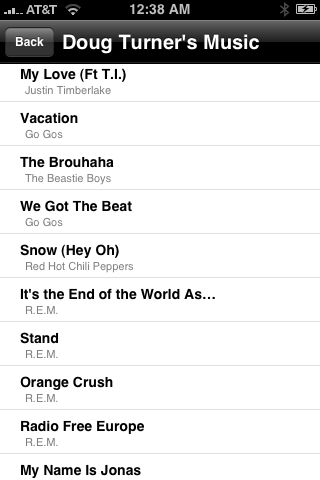 AT&T 12:38 AM
Back Doug Turner's Music
My Love (Ft T.I.)
Justin Timberlake
Vacation
Go Gos
The Brouhaha
The Beastie Boys
We Got The Beat
Go Gos
Snow (Hey Oh)
Red Hot Chili Peppers
It's the End of the World As...
R.E.M.
Stand
R.E.M.
Orange Crush
R.E.M.
Radio Free Europe
R.E.M.
My Name Is Jonas